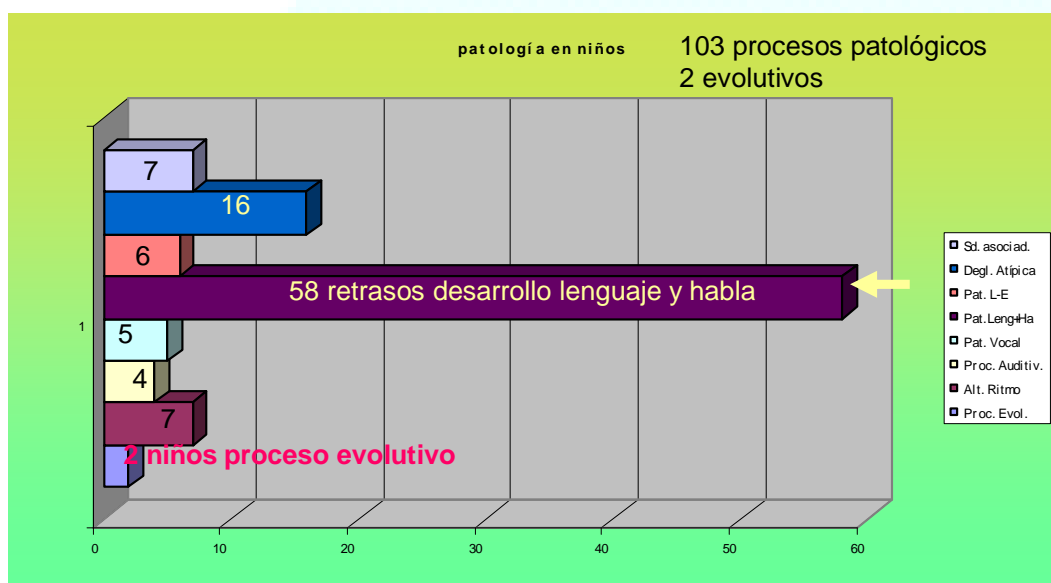 patología en niños
103 procesos patológicos
2 evolutivos
7
16
6
58 retrasos desarrollo lenguaje y habla
5
4
7
2 niños proceso evolutivo
1
0 10 20 30 40 50 60
Sd. asociad.
Degl. Atípica
Pat. L-E
Pat.Leng+Ha
Pat. Vocal
Proc. Auditiv.
Alt. Ritmo
Proc. Evol.